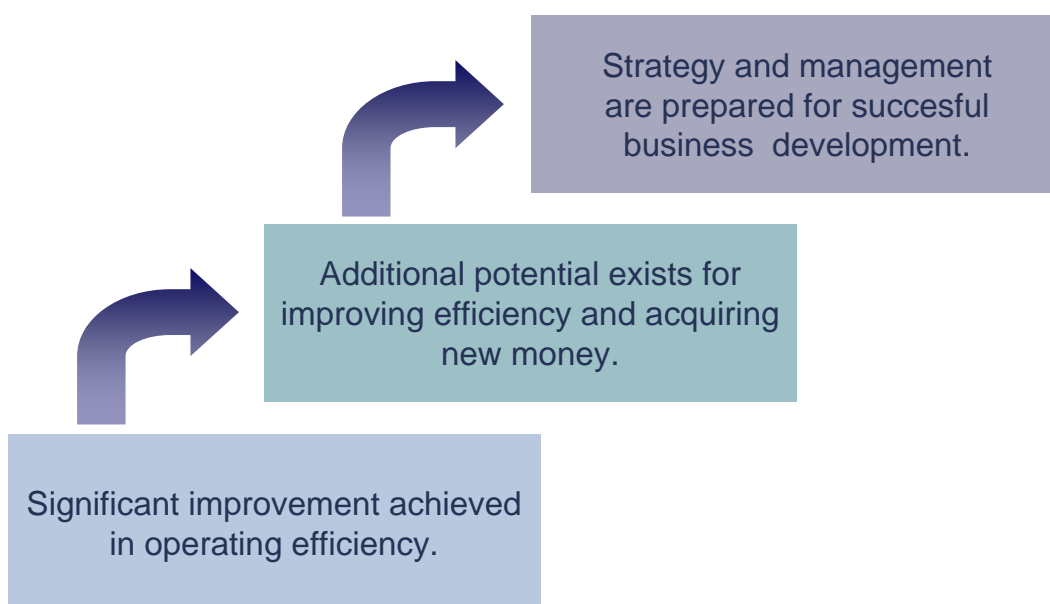 Strategy and management
are prepared for succesful
business  development.
Additional potential exists for
improving efficiency and acquiring
new money.
Significant improvement achieved
in operating efficiency.